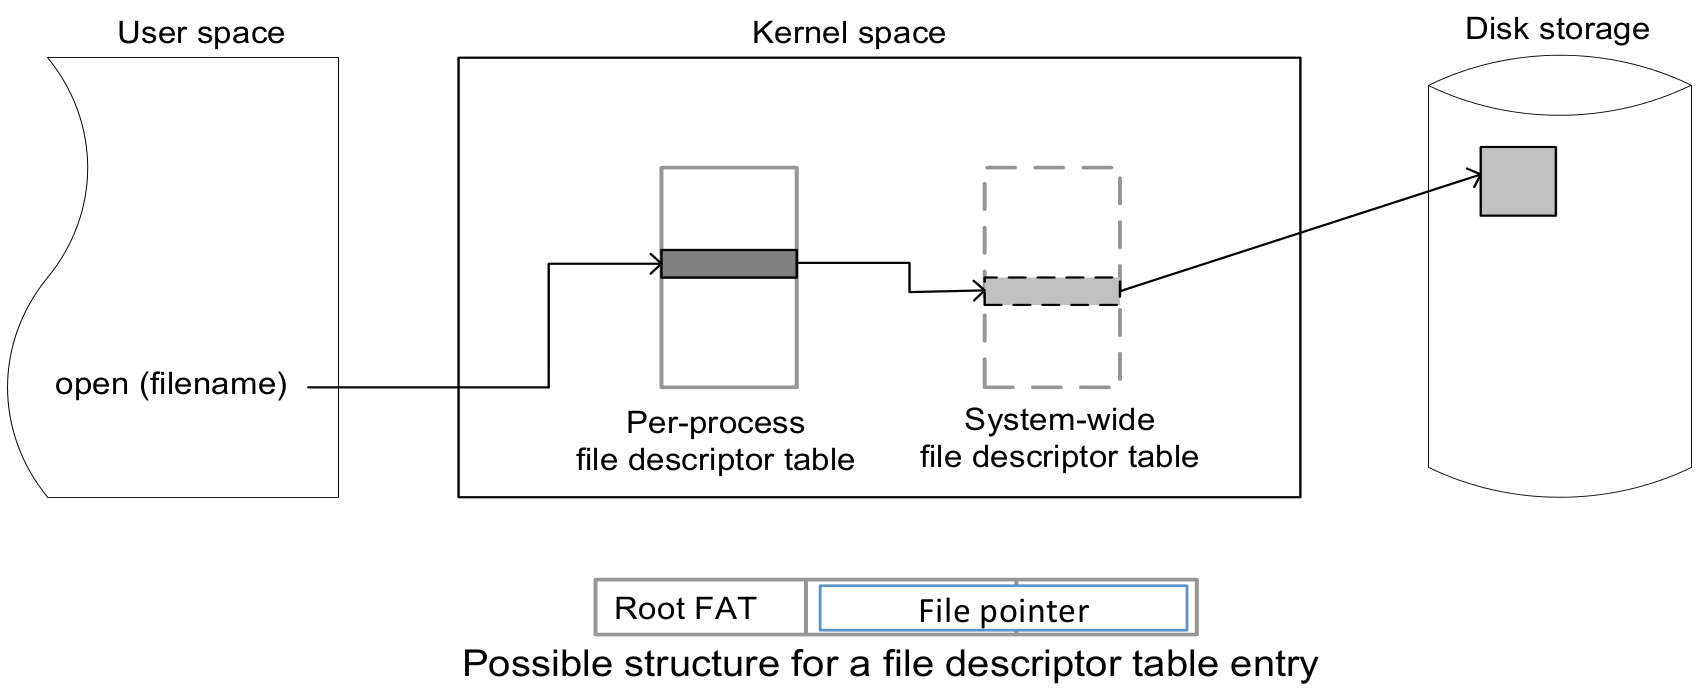 User space
Kernel space
Disk storage
open (filename)
Per-process
file descriptor table
System-wide
file descriptor table
Root FAT
File pointer
Possible structure for a file descriptor table entry